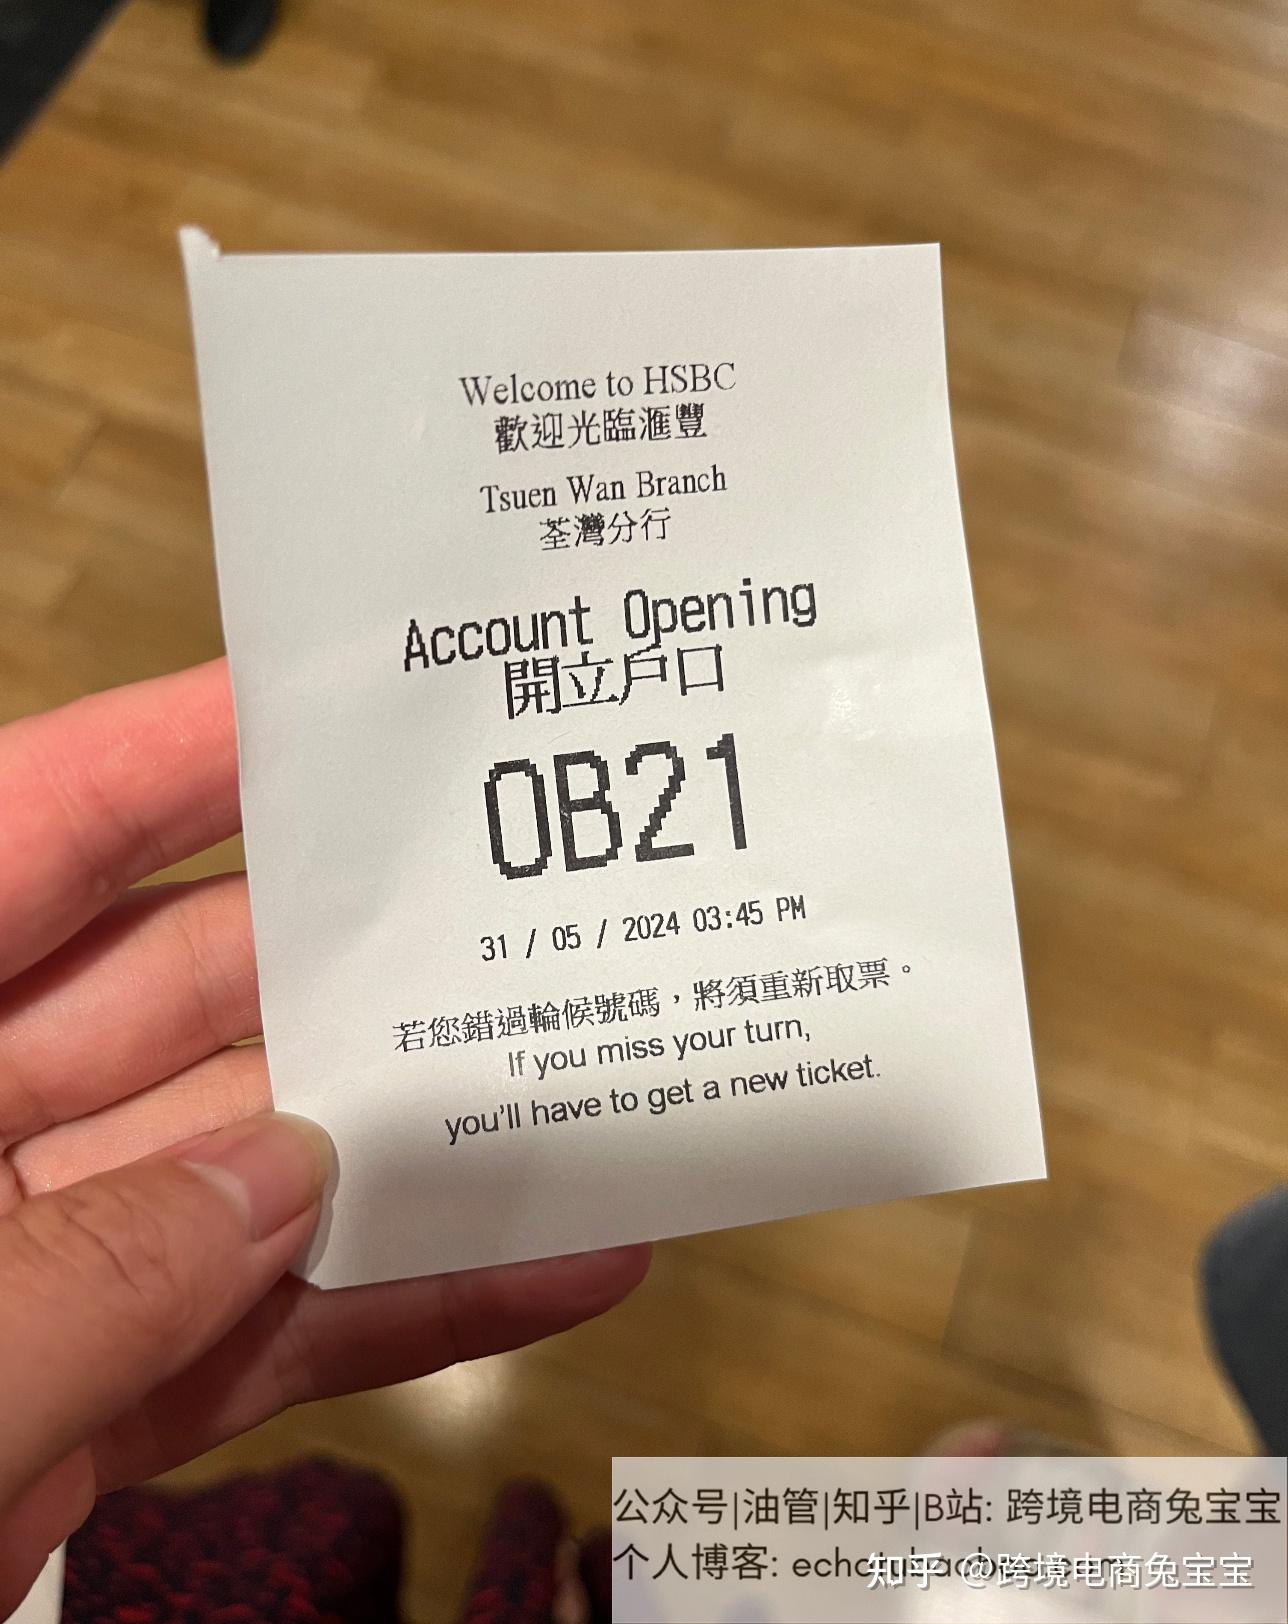 Welcome to HSBC
歡迎光臨滙豐
Tsuen Wan Branch
荃灣分行
Account Opening
開立戶口
OB21
31 / 05 / 2024 03:45 PM
若您錯過輪候號碼，將須重新取票。
If you miss your turn,
you'll have to get a new ticket.
公众号|油管|知乎|B站: 跨境电商兔宝宝
个人博客:
知乎 @跨境电商兔宝宝